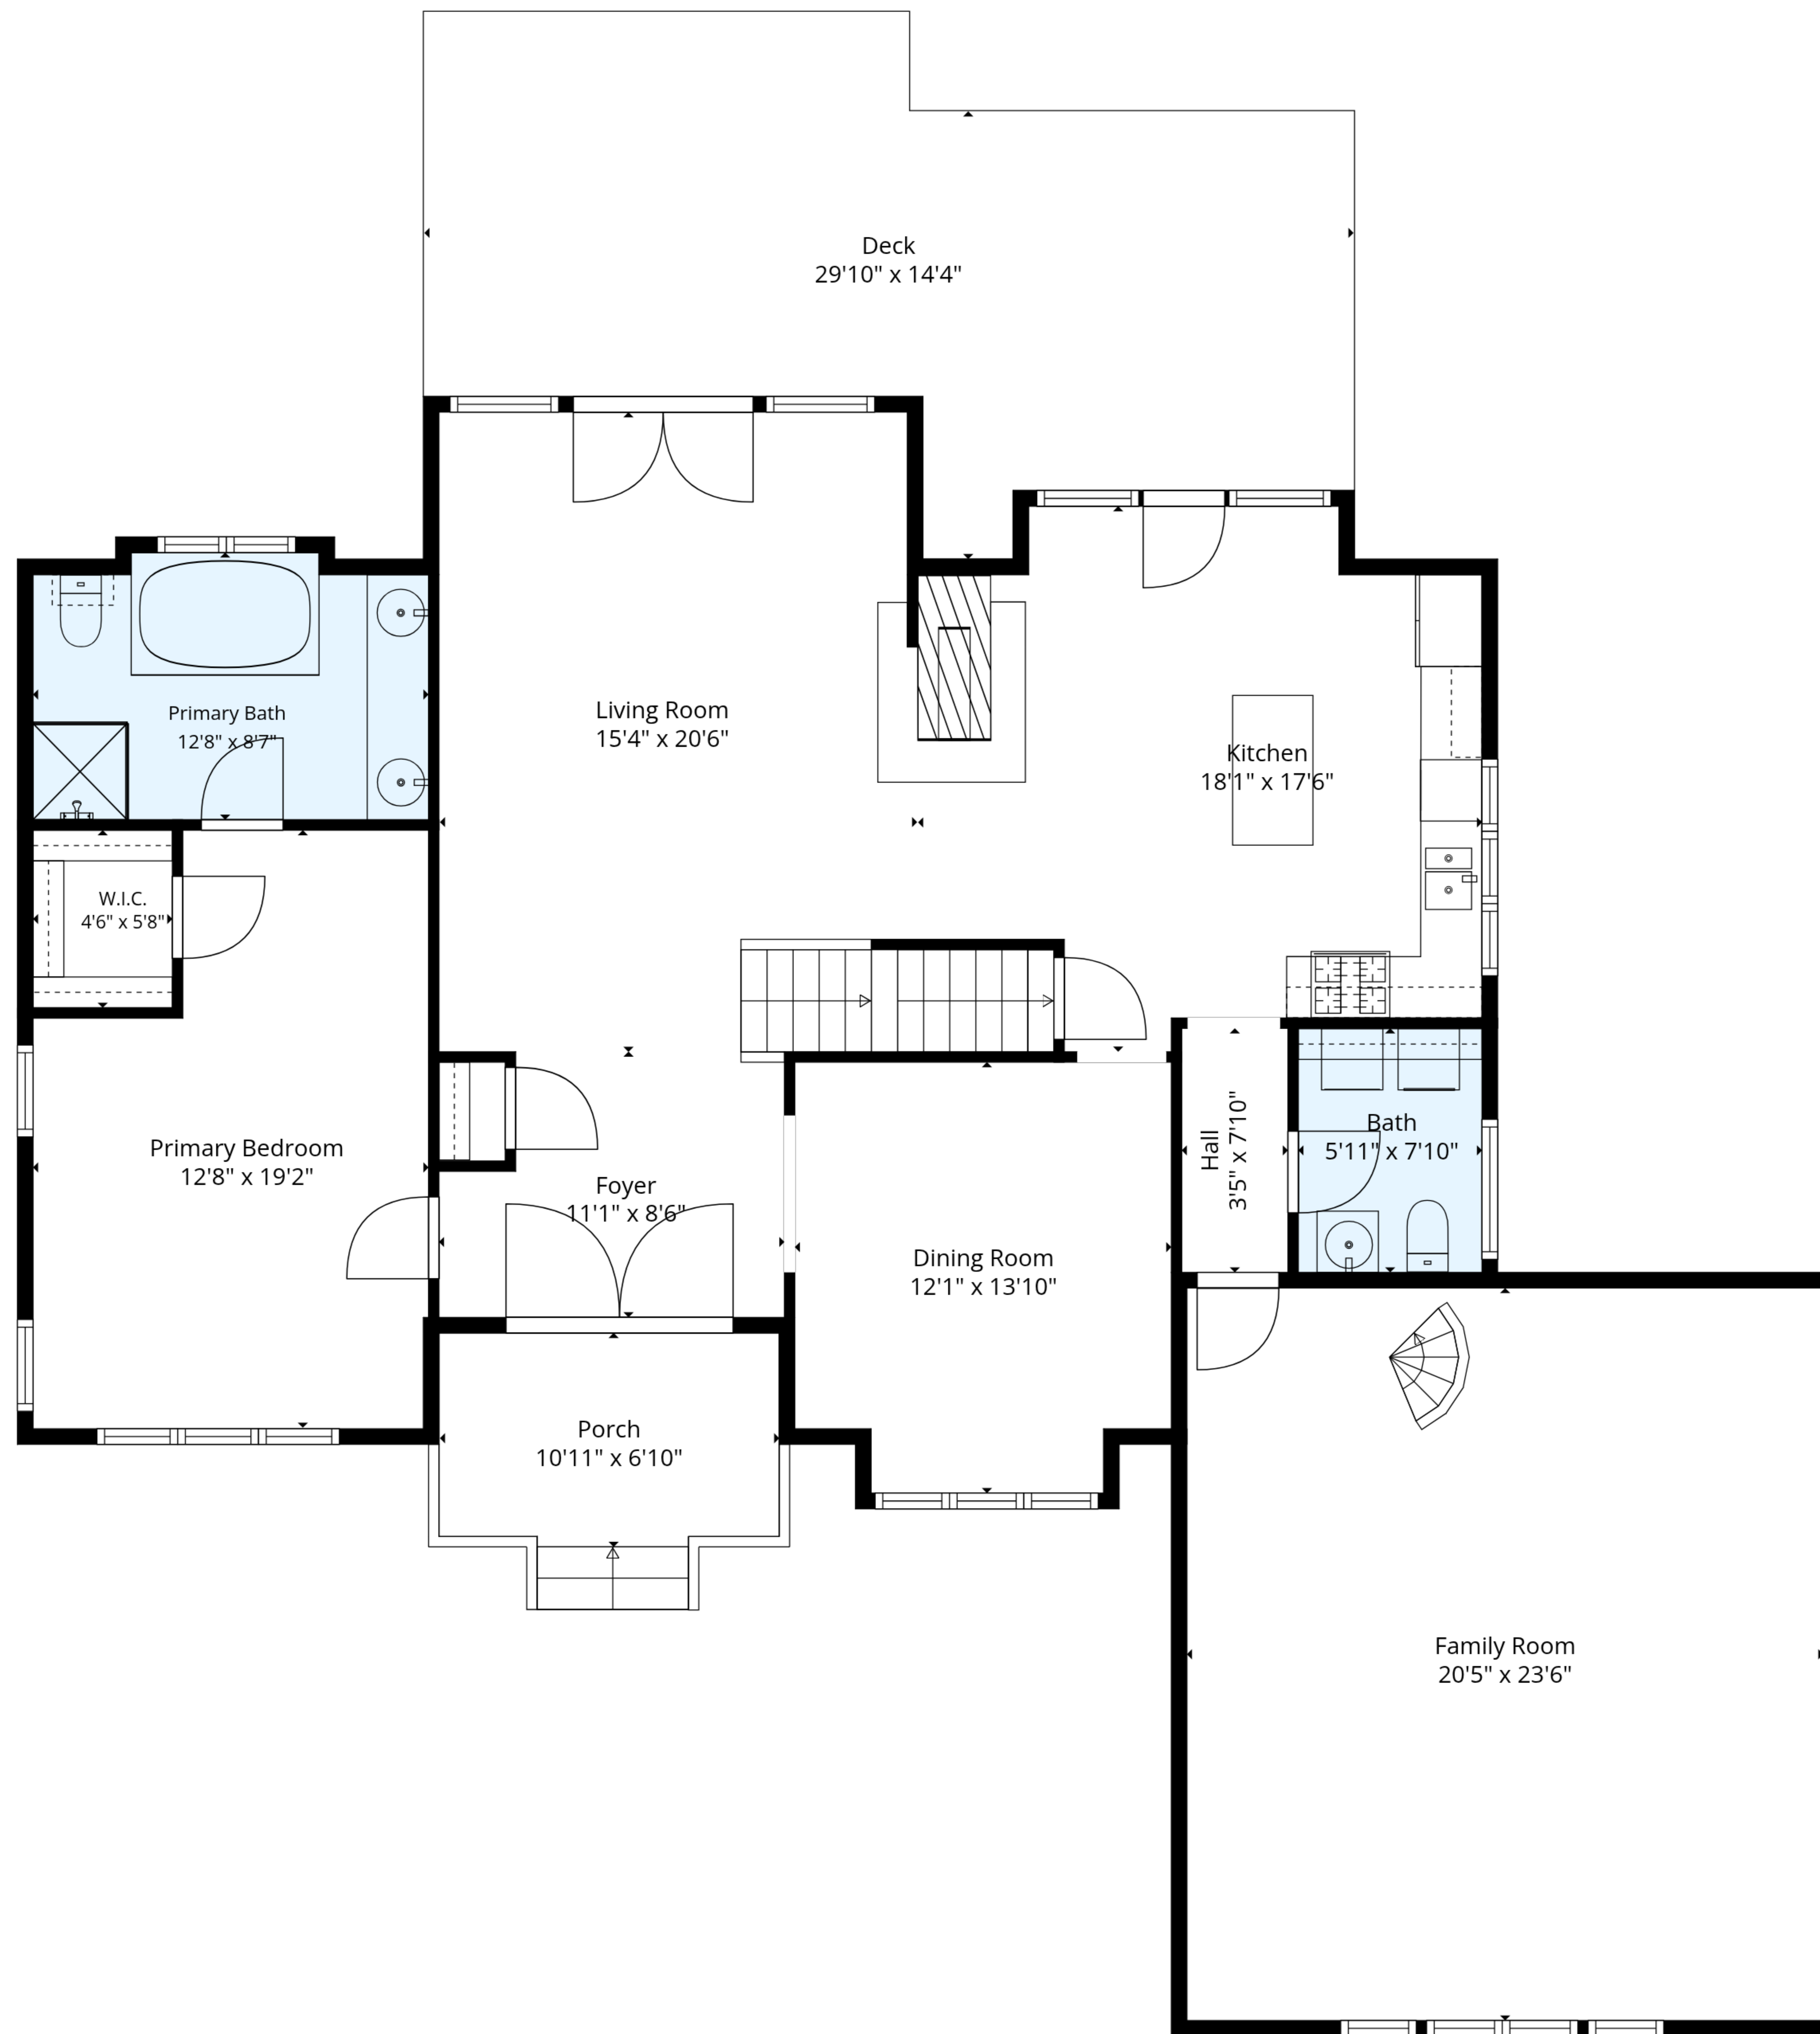 Deck
29'10" x 14'4"
Primary Bath
12'8" x 8'7"
Living Room
15'4" x 20'6"
Kitchen
18'1" x 17'6"
W.I.C.
4'6" x 5'8"
Primary Bedroom
12'8" x 19'2"
Foyer
11'1" x 8'6"
Dining Room
12'1" x 13'10"
Hall
3'5" x 7'10"
Bath
5'11" x 7'10"
Porch
10'11" x 6'10"
Family Room
20'5" x 23'6"